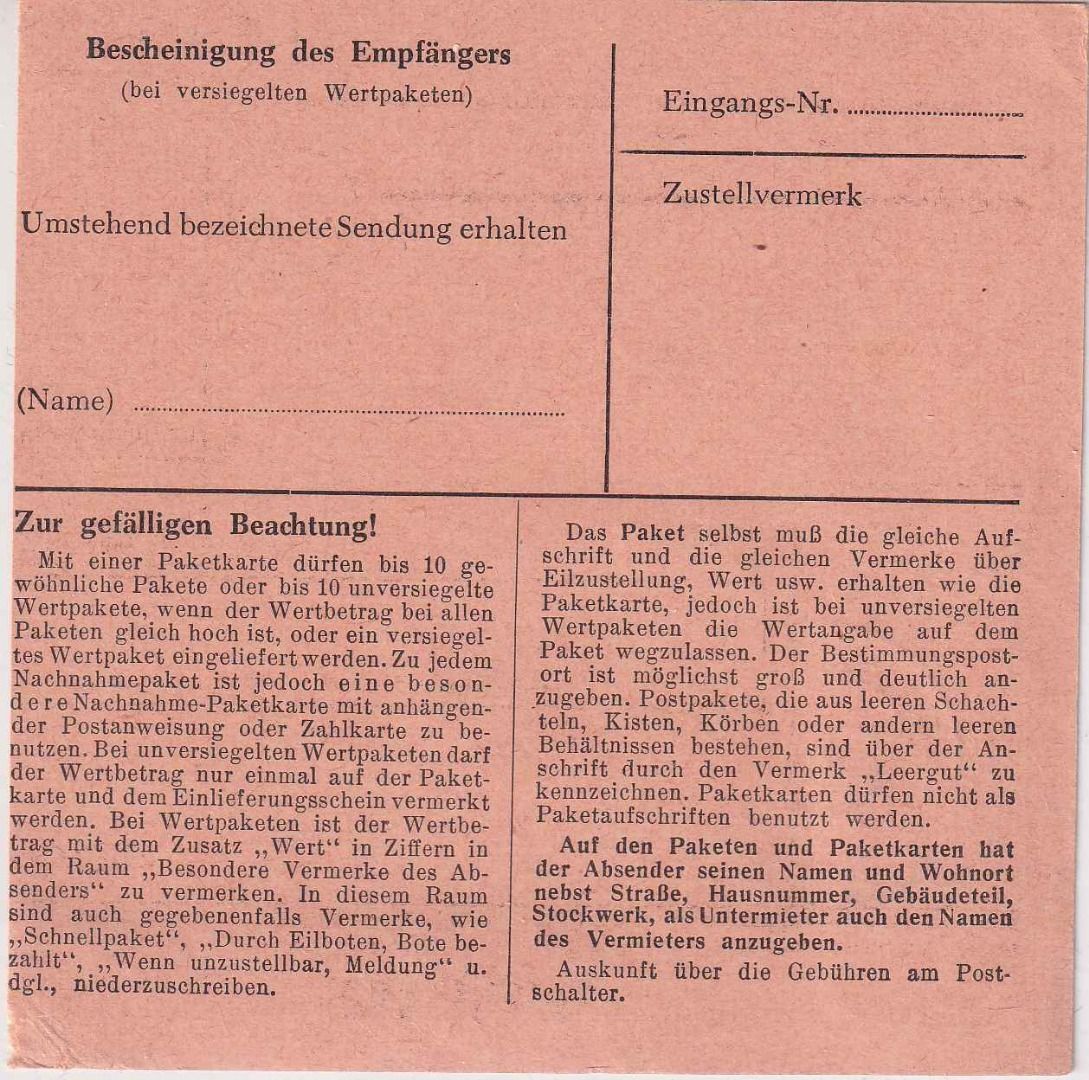 Bescheinigung des Empfängers
(bei versiegelten Wertpaketen)
Umstehend bezeichnete Sendung erhalten
(Name)
Eingangs-Nr.
Zustellvermerk
Zur gefälligen Beachtung!
Mit einer Paketkarte dürfen bis 10 ge-
wöhnliche Pakete oder bis 10 unversiegelte
Wertpakete, wenn der Wertbetrag bei allen
Paketen gleich hoch ist, oder ein versiegel-
tes Wertpaket eingeliefert werden. Zu jedem
Nachnahmepaket ist jedoch eine beson-
dere Nachnahme-Paketkarte mit anhängen-
der Postanweisung oder Zahlkarte zu be-
nutzen. Bei unversiegelten Wertpaketen darf
der Wertbetrag nur einmal auf der Paket-
karte und dem Einlieferungsschein vermerkt
werden. Bei Wertpaketen ist der Wertbe-
trag mit dem Zusatz „Wert“ in Ziffern in
dem Raum „Besondere Vermerke des Ab-
senders“ zu vermerken. In diesem Raum
sind auch gegebenenfalls Vermerke, wie
„Schnellpaket“, „Durch Eilboten, Bote be-
zahlt“, „Wenn unzustellbar, Meldung“ u.
dgl., niederzuschreiben.
Das Paket selbst muß die gleiche Auf-
schrift und die gleichen Vermerke über
Eilzustellung, Wert usw. erhalten wie die
Paketkarte, jedoch ist bei unversiegelten
Wertpaketen die Wertangabe auf dem
Paket wegzulassen. Der Bestimmungspost-
ort ist möglichst groß und deutlich an-
zugeben. Postpakete, die aus leeren Schach-
teln, Kisten, Körben oder andern leeren
Behältnissen bestehen, sind über der An-
schrift durch den Vermerk „Leergut“ zu
kennzeichnen. Paketkarten dürfen nicht als
Paketaufschriften benutzt werden.
Auf den Paketen und Paketkarten hat
der Absender seinen Namen und Wohnort
nebst Straße, Hausnummer, Gebäudeteil,
Stockwerk, als Untermieter auch den Namen
des Vermieters anzugeben.
Auskunft über die Gebühren am Post-
schalter.